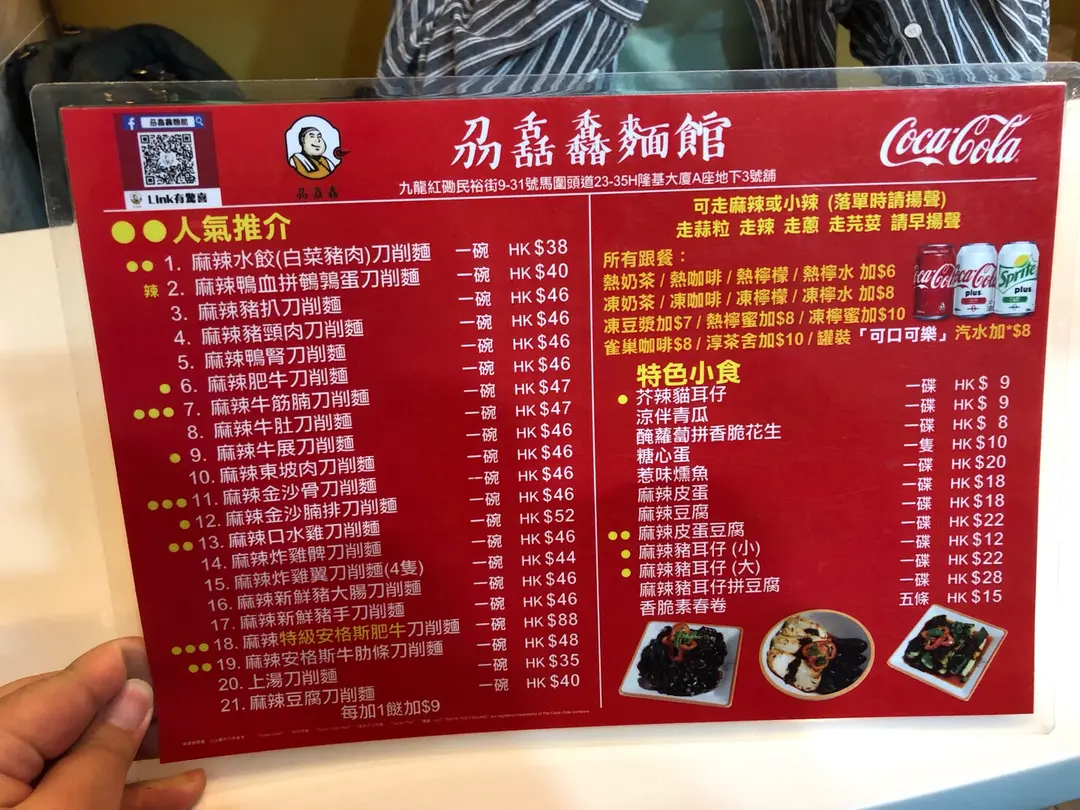 刕舙馫麵館
Link有驚喜
刕舙馫
刕舙馫麵館
Coca-Cola
九龍紅磡民裕街9-31號馬圍頭道23-35H隆基大廈A座地下3號舖
人氣推介
1. 麻辣水餃(白菜豬肉)刀削麵 一碗 HK $38
辣 2. 麻辣鴨血拼鵪鶉蛋刀削麵 一碗 HK $40
3. 麻辣豬扒刀削麵 一碗 HK $46
4. 麻辣豬頸肉刀削麵 一碗 HK $46
5. 麻辣鴨腎刀削麵 一碗 HK $46
6. 麻辣肥牛刀削麵 一碗 HK $46
7. 麻辣牛筋腩刀削麵 一碗 HK $47
8. 麻辣牛肚刀削麵 一碗 HK $47
9. 麻辣牛展刀削麵 一碗 HK $46
10. 麻辣東坡肉刀削麵 一碗 HK $46
11. 麻辣金沙骨刀削麵 一碗 HK $46
12. 麻辣金沙腩排刀削麵 一碗 HK $46
13. 麻辣口水雞刀削麵 一碗 HK $52
14. 麻辣炸雞髀刀削麵 一碗 HK $46
15. 麻辣炸雞翼刀削麵(4隻) 一碗 HK $44
16. 麻辣新鮮豬大腸刀削麵 一碗 HK $46
17. 麻辣新鮮豬手刀削麵 一碗 HK $46
18. 麻辣特級安格斯肥牛刀削麵 一碗 HK $88
19. 麻辣安格斯牛肋條刀削麵 一碗 HK $48
20. 上湯刀削麵 一碗 HK $35
21. 麻辣豆腐刀削麵 一碗 HK $40
每加1餸加$9
可走麻辣或小辣 (落單時請揚聲)
走蒜粒 走辣 走蔥 走芫荽 請早揚聲
所有跟餐：
熱奶茶 / 熱咖啡 / 熱檸檬 / 熱檸水 加$6
凍奶茶 / 凍咖啡 / 凍檸檬 / 凍檸水 加$8
凍豆漿加$7 / 熱檸蜜加$8 / 凍檸蜜加$10
雀巢咖啡$8 / 淳茶舍加$10 / 罐裝「可口可樂」汽水加*$8
Coca-Cola
Coca-Cola plus
Sprite plus
特色小食
芥辣貓耳仔 一碟 HK $ 9
涼伴青瓜 一碟 HK $ 9
醃蘿蔔拼香脆花生 一碟 HK $ 8
糖心蛋 一隻 HK $10
惹味燻魚 一碟 HK $20
麻辣皮蛋 一碟 HK $18
麻辣豆腐 一碟 HK $18
麻辣皮蛋豆腐 一碟 HK $22
麻辣豬耳仔 (小) 一碟 HK $12
麻辣豬耳仔 (大) 一碟 HK $22
麻辣豬耳仔拼豆腐 一碟 HK $28
香脆素春卷 五條 HK $15